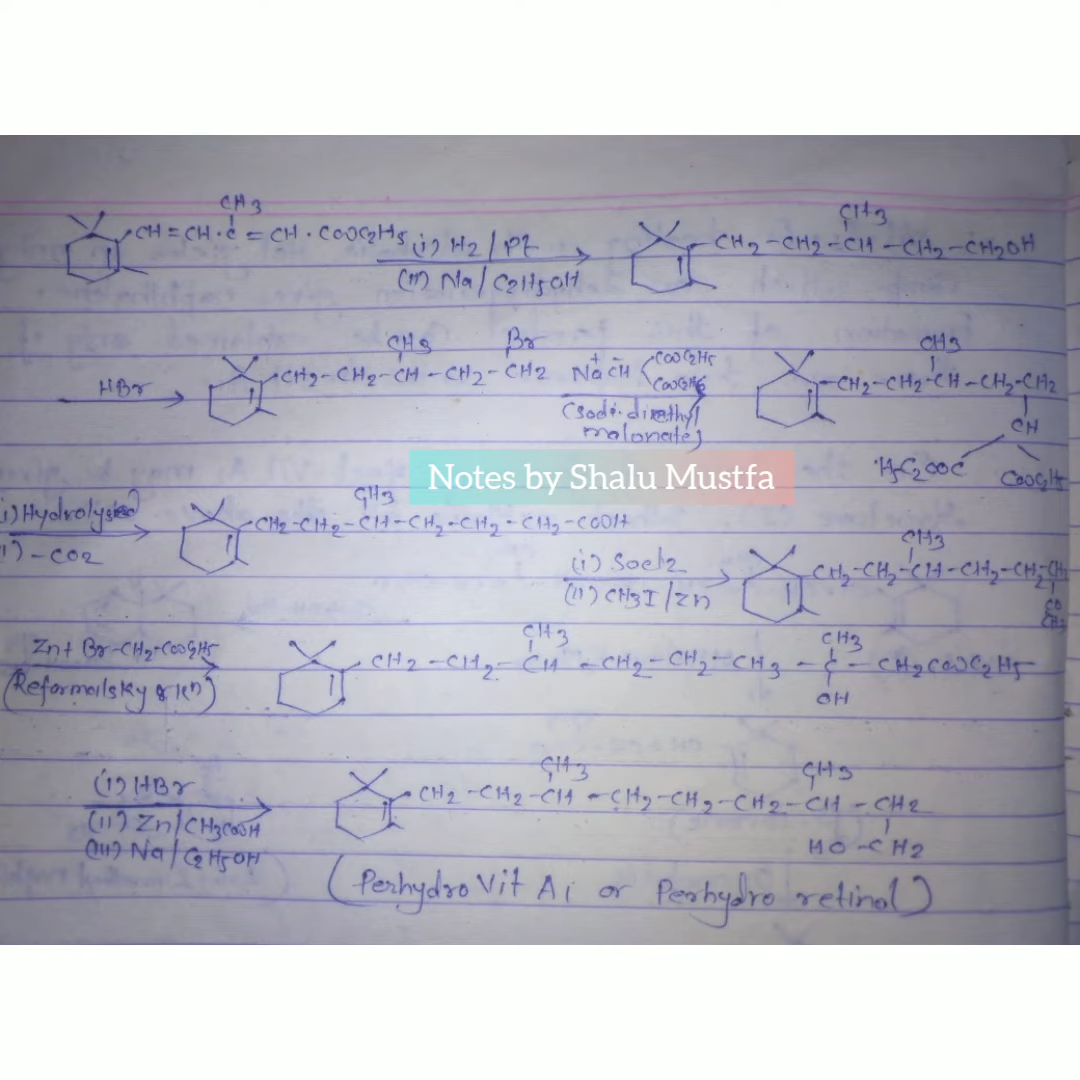 CH3
CH=CH·C=CH·COOC2H5 (i) H2/Pt (ii) Na/C2H5OH
CH3
CH2-CH2-CH-CH2-CH2OH
HBr
CH3 Br
CH2-CH2-CH-CH2-CH2
Na+ C̄H COOC2H5 COOC2H5
(Sodi. diethyl
malonate)
CH3
CH2-CH2-CH-CH2-CH2
CH
H5C2OOC COOC2H5
Notes by Shalu Mustfa
i) Hydrolysed
ii) -CO2
CH3
CH2-CH2-CH-CH2-CH2-CH2-COOH
(i) SOCl2
(ii) CH3I/Zn
CH3
CH2-CH2-CH-CH2-CH2-CH2
CO
CH3
Zn+ Br-CH2-COOC2H5
(Reformalsky rxn)
CH3 CH3
CH2-CH2-CH-CH2-CH2-CH3-C-CH2COOC2H5
OH
(i) HBr
(ii) Zn/CH3COOH
(iii) Na/C2H5OH
CH3 CH3
CH2-CH2-CH-CH2-CH2-CH2-CH-CH2
HO-CH2
(Perhydro Vit A1 or Perhydro retinol)